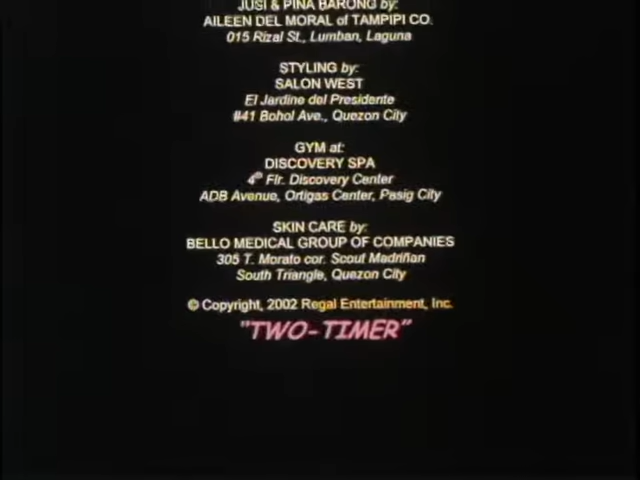 JUSI & PIÑA BARONG by:
AILEEN DEL MORAL of TAMPIPI CO.
015 Rizal St., Lumban, Laguna
STYLING by:
SALON WEST
El Jardine del Presidente
#41 Bohol Ave., Quezon City
GYM at:
DISCOVERY SPA
4th Flr. Discovery Center
ADB Avenue, Ortigas Center, Pasig City
SKIN CARE by:
BELLO MEDICAL GROUP OF COMPANIES
305 T. Morato cor. Scout Madriñan
South Triangle, Quezon City
© Copyright, 2002 Regal Entertainment, Inc.
"TWO-TIMER"